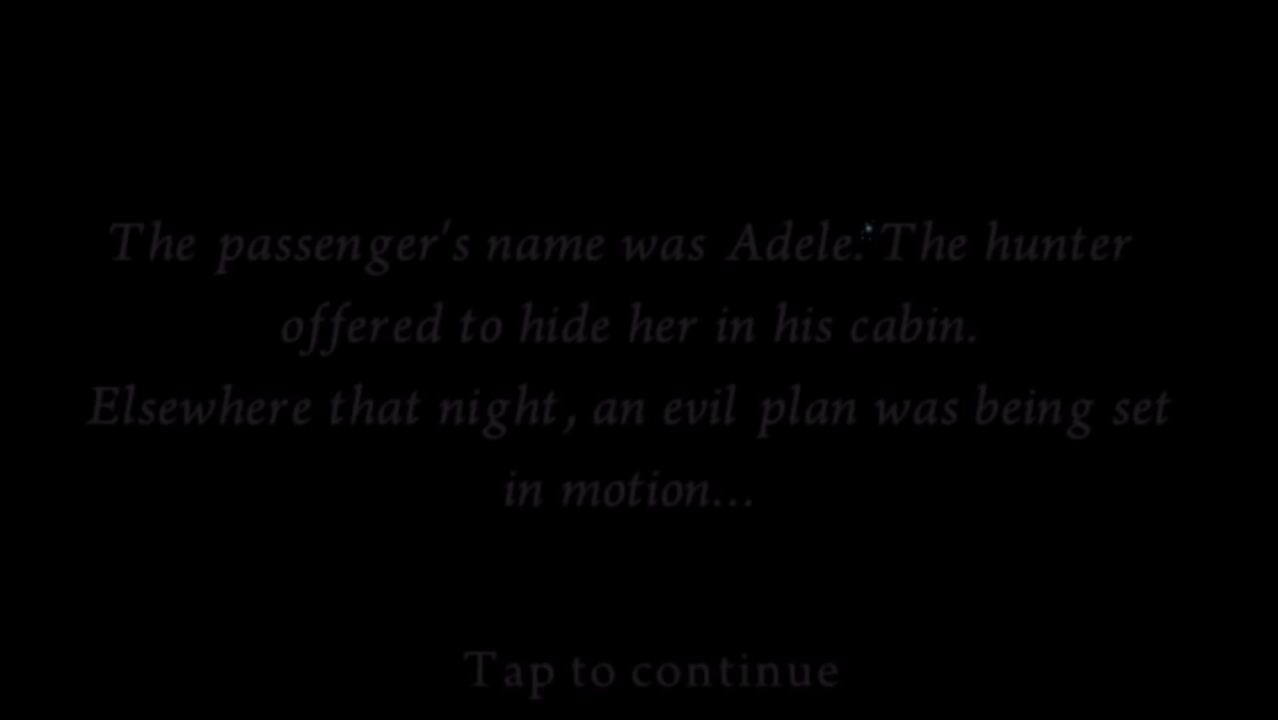 The passenger's name was Adele. The hunter
offered to hide her in his cabin.
Elsewhere that night, an evil plan was being set
in motion...
Tap to continue